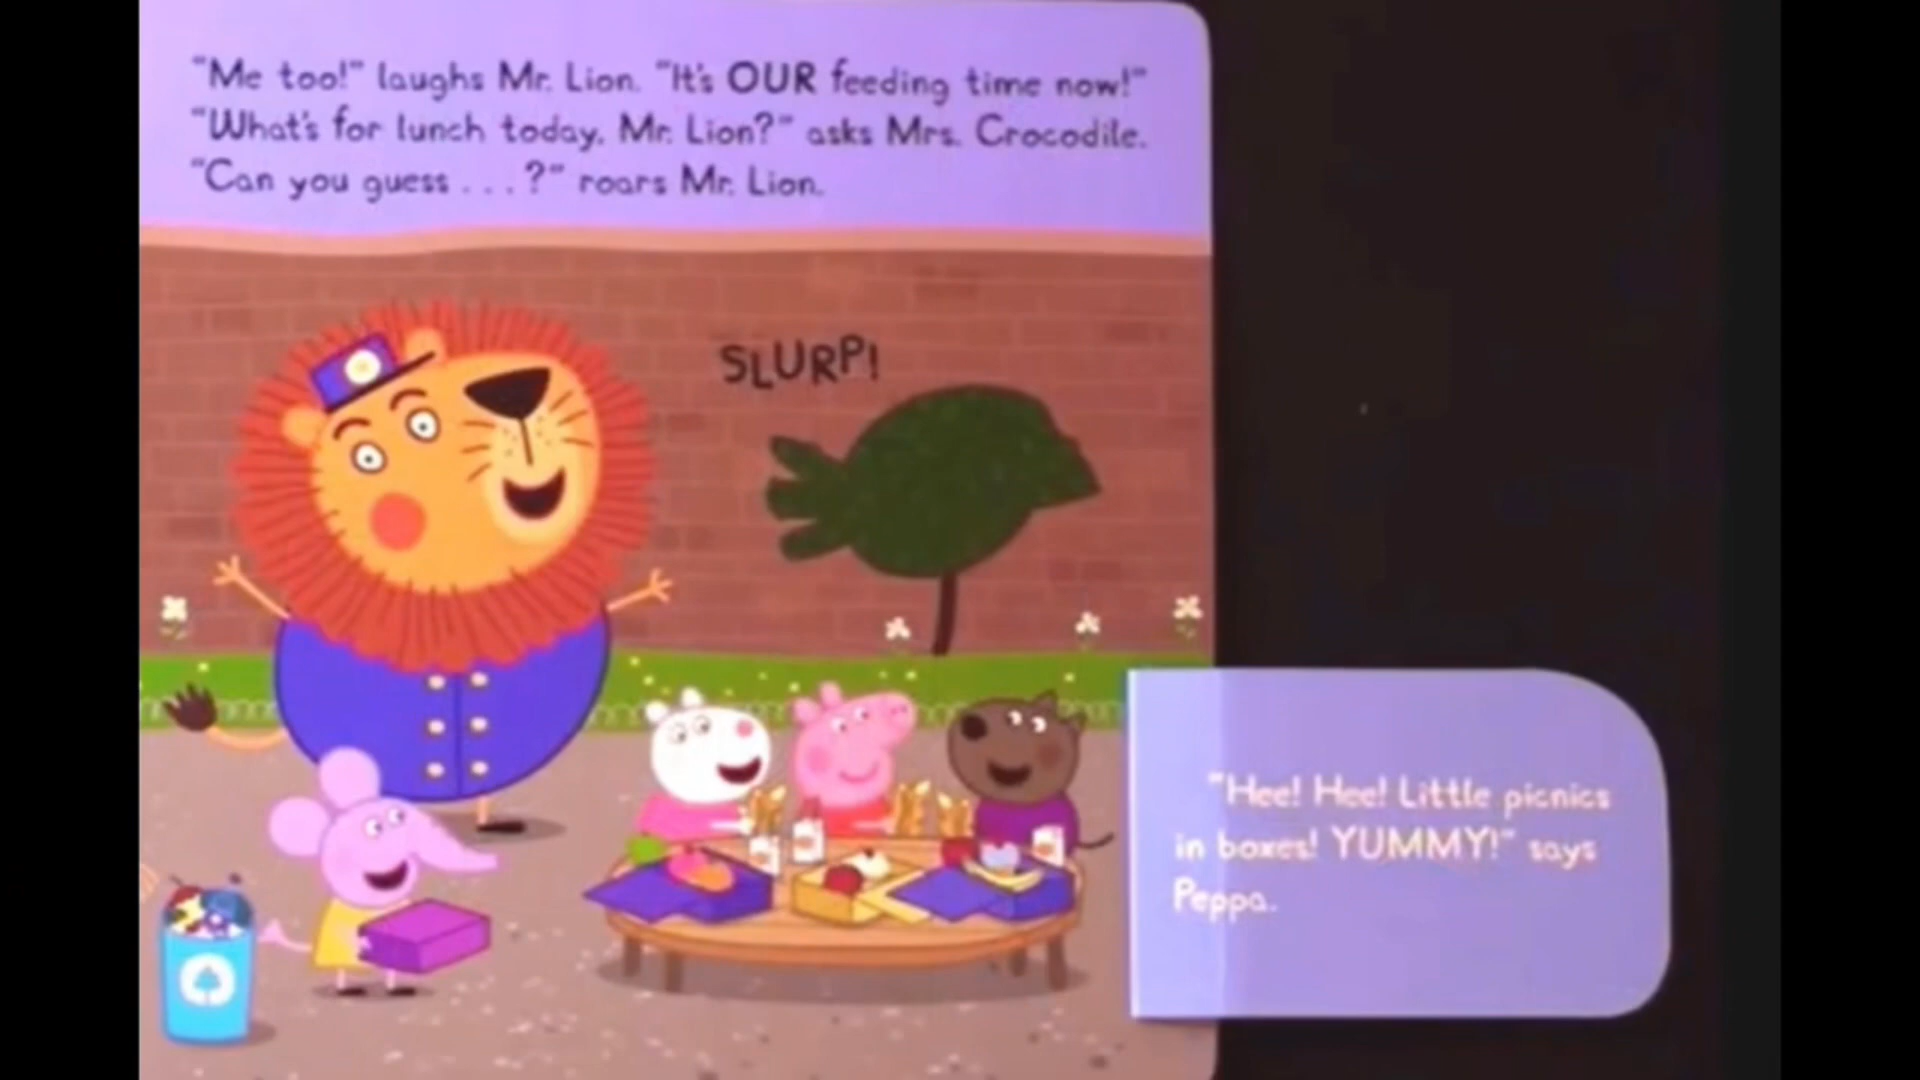 "Me too!" laughs Mr. Lion. "It's OUR feeding time now!"
"What's for lunch today, Mr. Lion?" asks Mrs. Crocodile.
"Can you guess . . . ?" roars Mr. Lion.
SLURP!
"Hee! Hee! Little picnics
in boxes! YUMMY!" says
Peppa.